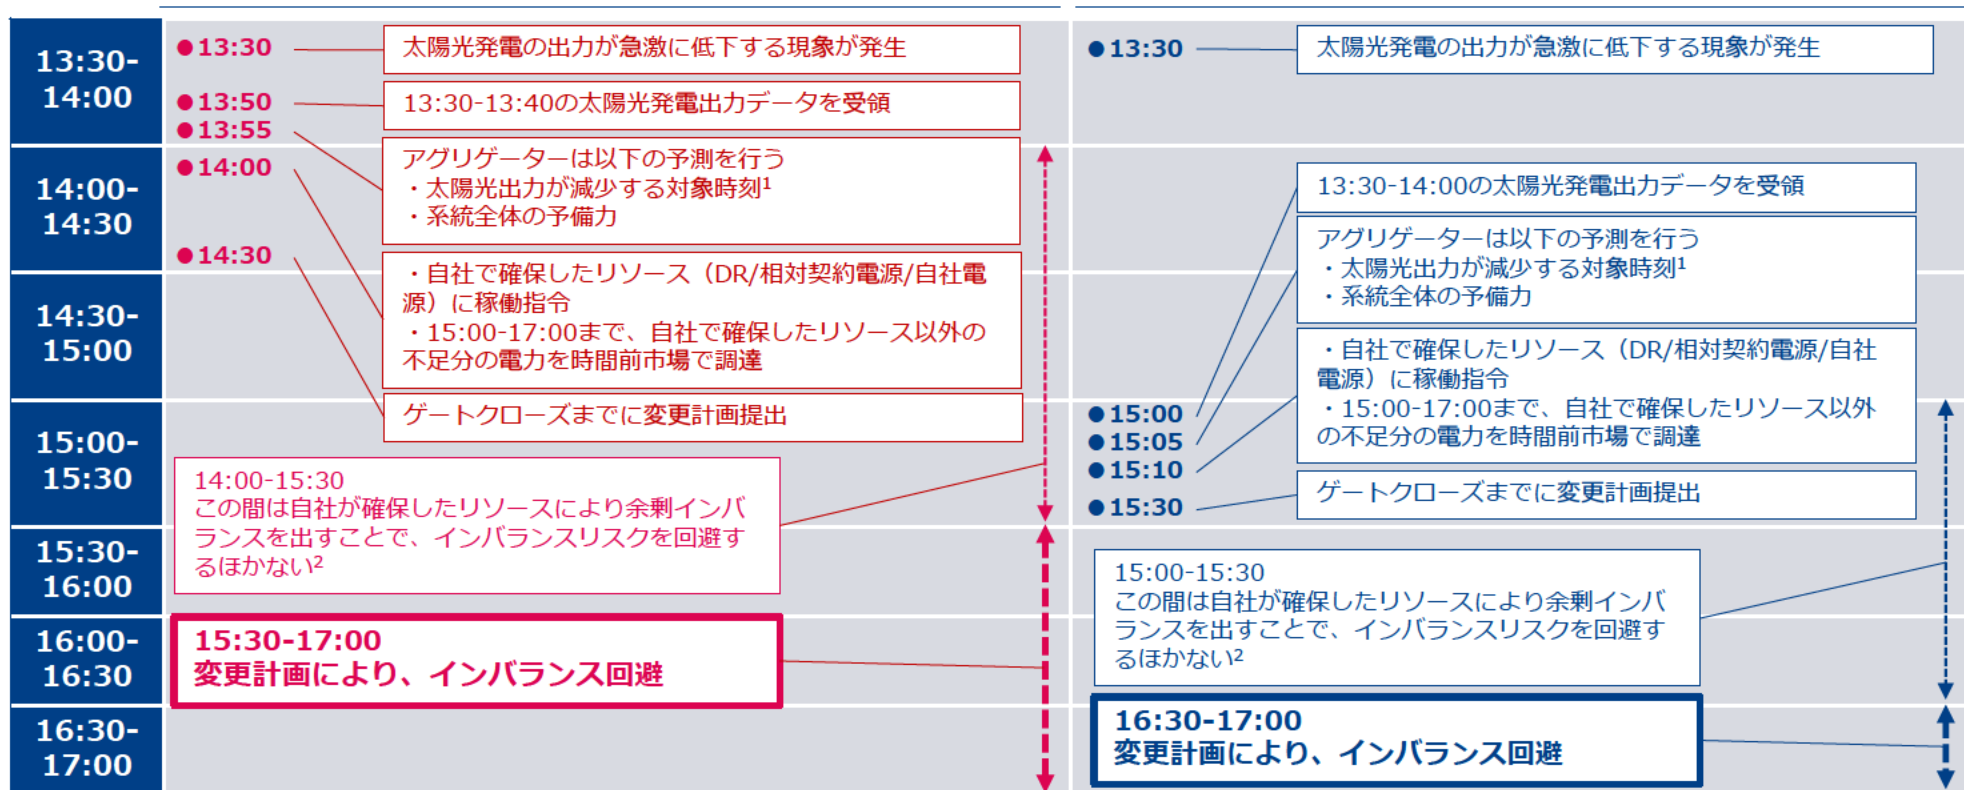 13:30-
14:00
14:00-
14:30
14:30-
15:00
15:00-
15:30
15:30-
16:00
16:00-
16:30
16:30-
17:00
●13:30
太陽光発電の出力が急激に低下する現象が発生
●13:50
13:30-13:40の太陽光発電出力データを受領
●13:55
アグリゲーターは以下の予測を行う
・太陽光出力が減少する対象時刻¹
・系統全体の予備力
●14:00
・自社で確保したリソース（DR/相対契約電源/自社電
源）に稼働指令
・15:00-17:00まで、自社で確保したリソース以外の
不足分の電力を時間前市場で調達
●14:30
ゲートクローズまでに変更計画提出
14:00-15:30
この間は自社が確保したリソースにより余剰インバ
ランスを出すことで、インバランスリスクを回避す
るほかない²
15:30-17:00
変更計画により、インバランス回避
●13:30
太陽光発電の出力が急激に低下する現象が発生
13:30-14:00の太陽光発電出力データを受領
アグリゲーターは以下の予測を行う
・太陽光出力が減少する対象時刻¹
・系統全体の予備力
・自社で確保したリソース（DR/相対契約電源/自社
電源）に稼働指令
・15:00-17:00まで、自社で確保したリソース以外
の不足分の電力を時間前市場で調達
●15:00
●15:05
●15:10
●15:30
ゲートクローズまでに変更計画提出
15:00-15:30
この間は自社が確保したリソースにより余剰インバ
ランスを出すことで、インバランスリスクを回避す
るほかない²
16:30-17:00
変更計画により、インバランス回避